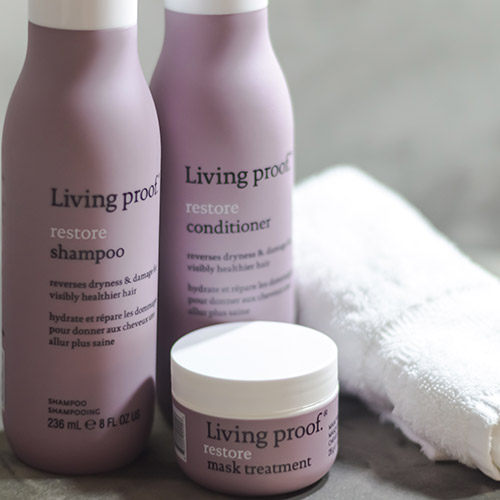 Living proof.
restore
shampoo
reverses dryness & damage
visibly healthier hair
hydrate et répare les dommages
pour donner aux cheveux une
allur plus saine
SHAMPOO
SHAMPOOING
236 mL e 8 FL OZ US
Living proof.
restore
conditioner
reverses dryness & damage
visibly healthier hair
hydrate et répare les dommages
pour donner aux cheveux une
allur plus saine
Living proof.®
restore
mask treatment